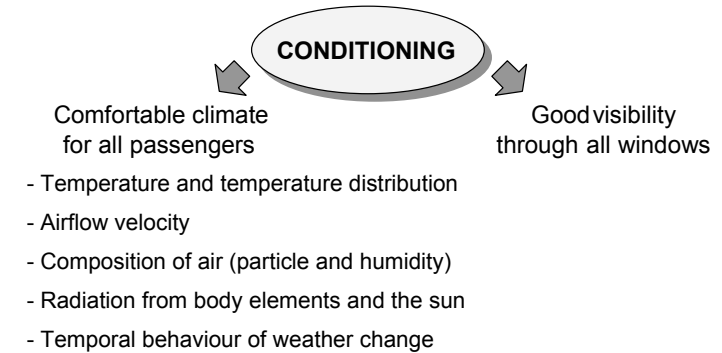 CONDITIONING
Comfortable climate
for all passengers
Good visibility
through all windows
- Temperature and temperature distribution
- Airflow velocity
- Composition of air (particle and humidity)
- Radiation from body elements and the sun
- Temporal behaviour of weather change